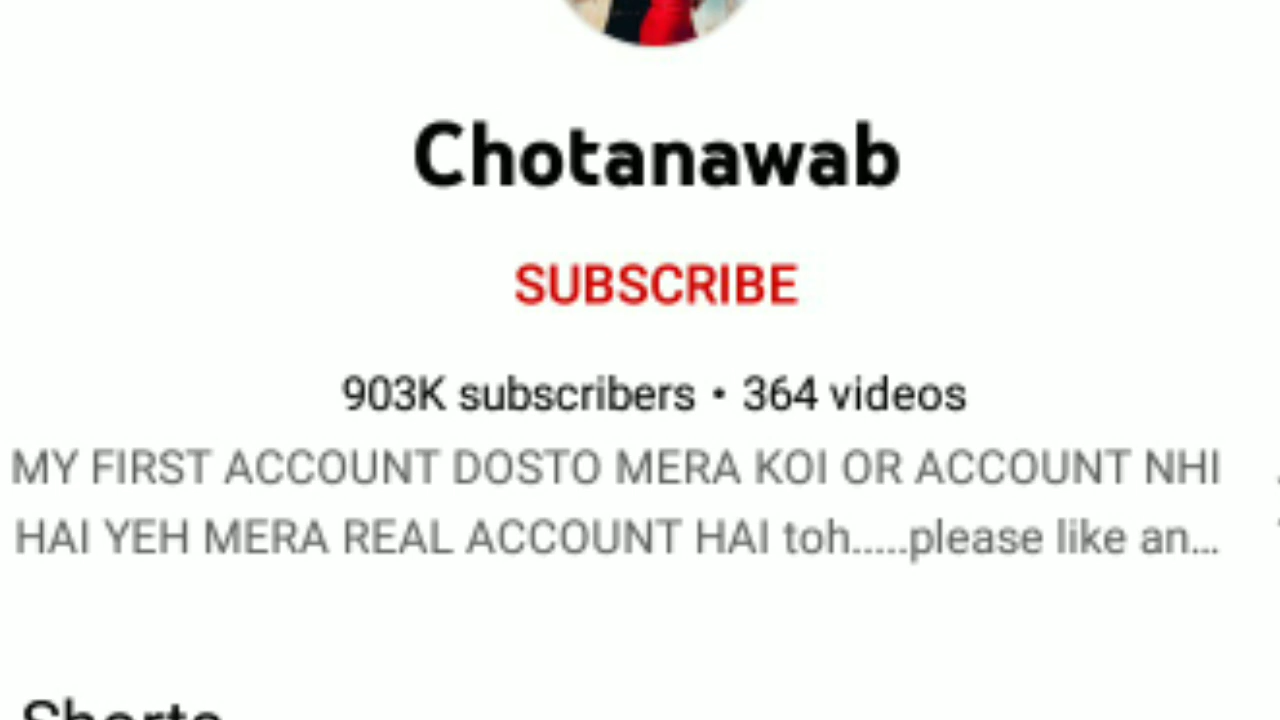 Chotanawab
SUBSCRIBE
903K subscribers • 364 videos
MY FIRST ACCOUNT DOSTO MERA KOI OR ACCOUNT NHI
HAI YEH MERA REAL ACCOUNT HAI toh.....please like an...
Shorts